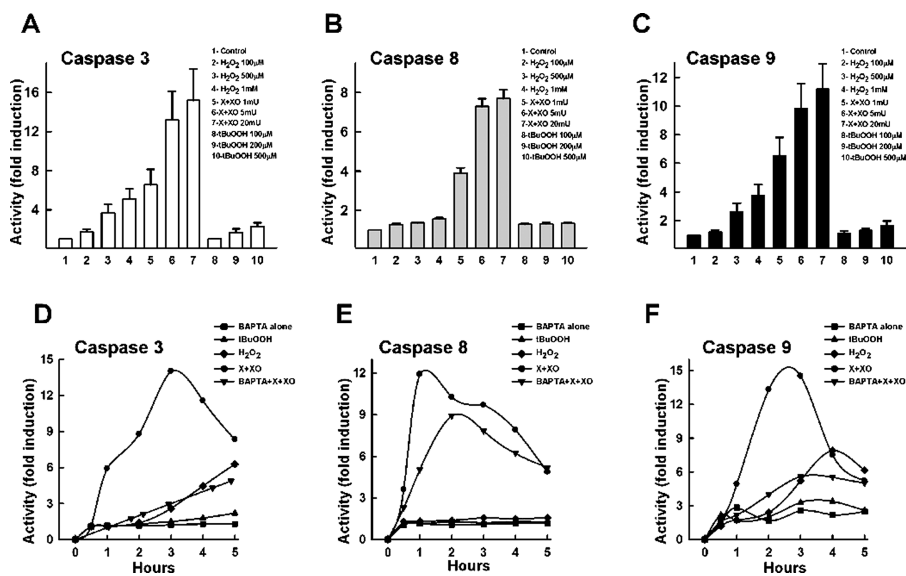 A
Caspase 3
1- Control
2- H₂O₂ 100µM
3- H₂O₂ 500µM
4- H₂O₂ 1mM
5- X+XO 1mU
6-X+XO 5mU
7-X+XO 20mU
8-tBuOOH 100µM
9-tBuOOH 200µM
10-tBuOOH 500µM
Activity (fold induction)
16
12
8
4
1 2 3 4 5 6 7 8 9 10
B
Caspase 8
1- Control
2- H₂O₂ 100µM
3- H₂O₂ 500µM
4- H₂O₂ 1mM
5- X+XO 1mU
6-X+XO 5mU
7-X+XO 20mU
8-tBuOOH 100µM
9-tBuOOH 200µM
10-tBuOOH 500µM
Activity (fold induction)
8
6
4
2
1 2 3 4 5 6 7 8 9 10
C
Caspase 9
1- Control
2- H₂O₂ 100µM
3- H₂O₂ 500µM
4- H₂O₂ 1mM
5- X+XO 1mU
6-X+XO 5mU
7-X+XO 20mU
8-tBuOOH 100µM
9-tBuOOH 200µM
10-tBuOOH 500µM
Activity (fold induction)
12
10
8
6
4
2
1 2 3 4 5 6 7 8 9 10
D
Caspase 3
BAPTA alone
tBuOOH
H₂O₂
X+XO
BAPTA+X+XO
Activity (fold induction)
15
12
9
6
3
0
0 1 2 3 4 5
Hours
E
Caspase 8
BAPTA alone
tBuOOH
H₂O₂
X+XO
BAPTA+X+XO
Activity (fold induction)
12
9
6
3
0
0 1 2 3 4 5
Hours
F
Caspase 9
BAPTA alone
tBuOOH
H₂O₂
X+XO
BAPTA+X+XO
Activity (fold induction)
15
12
9
6
3
0
0 1 2 3 4 5
Hours